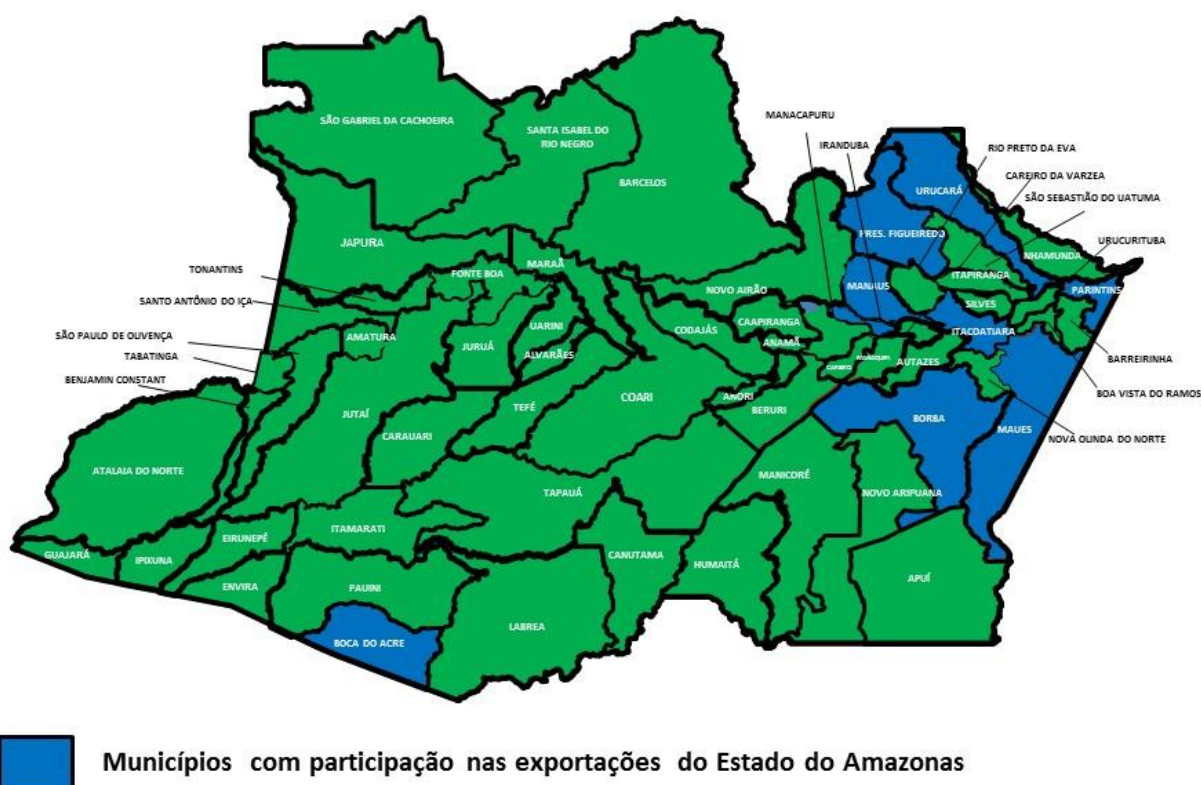 MANACAPURU
IRANDUBA
RIO PRETO DA EVA
CAREIRO DA VARZEA
SÃO SEBASTIÃO DO UATUMA
URUCURITUBA
SÃO GABRIEL DA CACHOEIRA
SANTA ISABEL DO
RIO NEGRO
BARCELOS
URUCARÁ
PRES. FIGUEIREDO
NHAMUNDA
JAPURA
MARAÃ
FONTE BOA
TONANTINS
ITAPIRANGA
NOVO AIRÃO
MANAUS
PARINTINS
SANTO ANTÔNIO DO IÇA
SILVES
SÃO PAULO DE OLIVENÇA
AMATURA
UARINI
CODAJÁS
CAAPIRANGA
ITACOATIARA
TABATINGA
JURUÁ
ALVARÃES
ANAMÃ
AUTAZES
BARREIRINHA
BENJAMIN CONSTANT
BOA VISTA DO RAMOS
JUTAÍ
TEFÉ
COARI
ANORI
BERURI
BORBA
MAUES
CARAUARI
NOVA OLINDA DO NORTE
ATALAIA DO NORTE
MANICORÉ
TAPAUÁ
NOVO ARIPUANA
ITAMARATI
EIRUNEPÉ
GUAJARÁ
IPIXUNA
CANUTAMA
HUMAITÁ
APUÍ
ENVIRA
PAUINI
LABREA
BOCA DO ACRE
Municípios com participação nas exportações do Estado do Amazonas